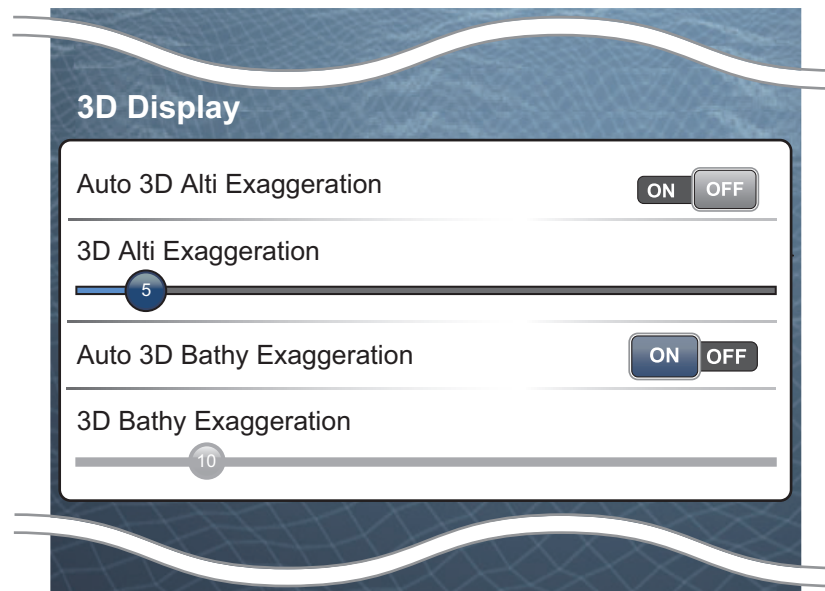 3D Display
Auto 3D Alti Exaggeration
ON OFF
3D Alti Exaggeration
5
Auto 3D Bathy Exaggeration
ON OFF
3D Bathy Exaggeration
10